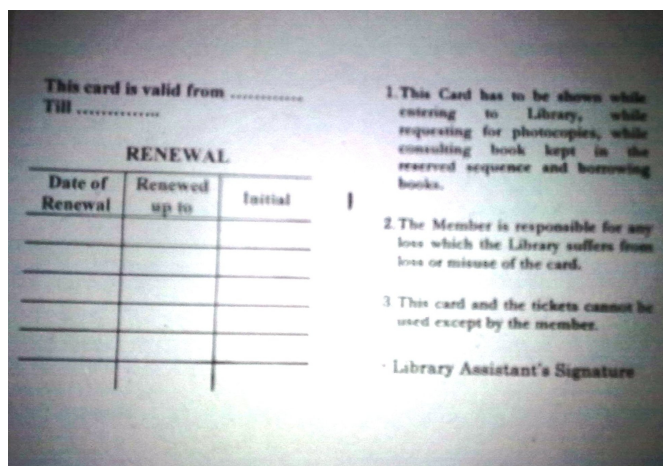 This card is valid from ............
Till ..............
RENEWAL
Date of Renewal
Renewed up to
Initial
1. This Card has to be shown while
entering to Library, while
requesting for photocopies, while
consulting book kept in the
reserved sequence and borrowing
books.
2. The Member is responsible for any
loss which the Library suffers from
loss or misuse of the card.
3 This card and the tickets cannot be
used except by the member.
Library Assistant's Signature